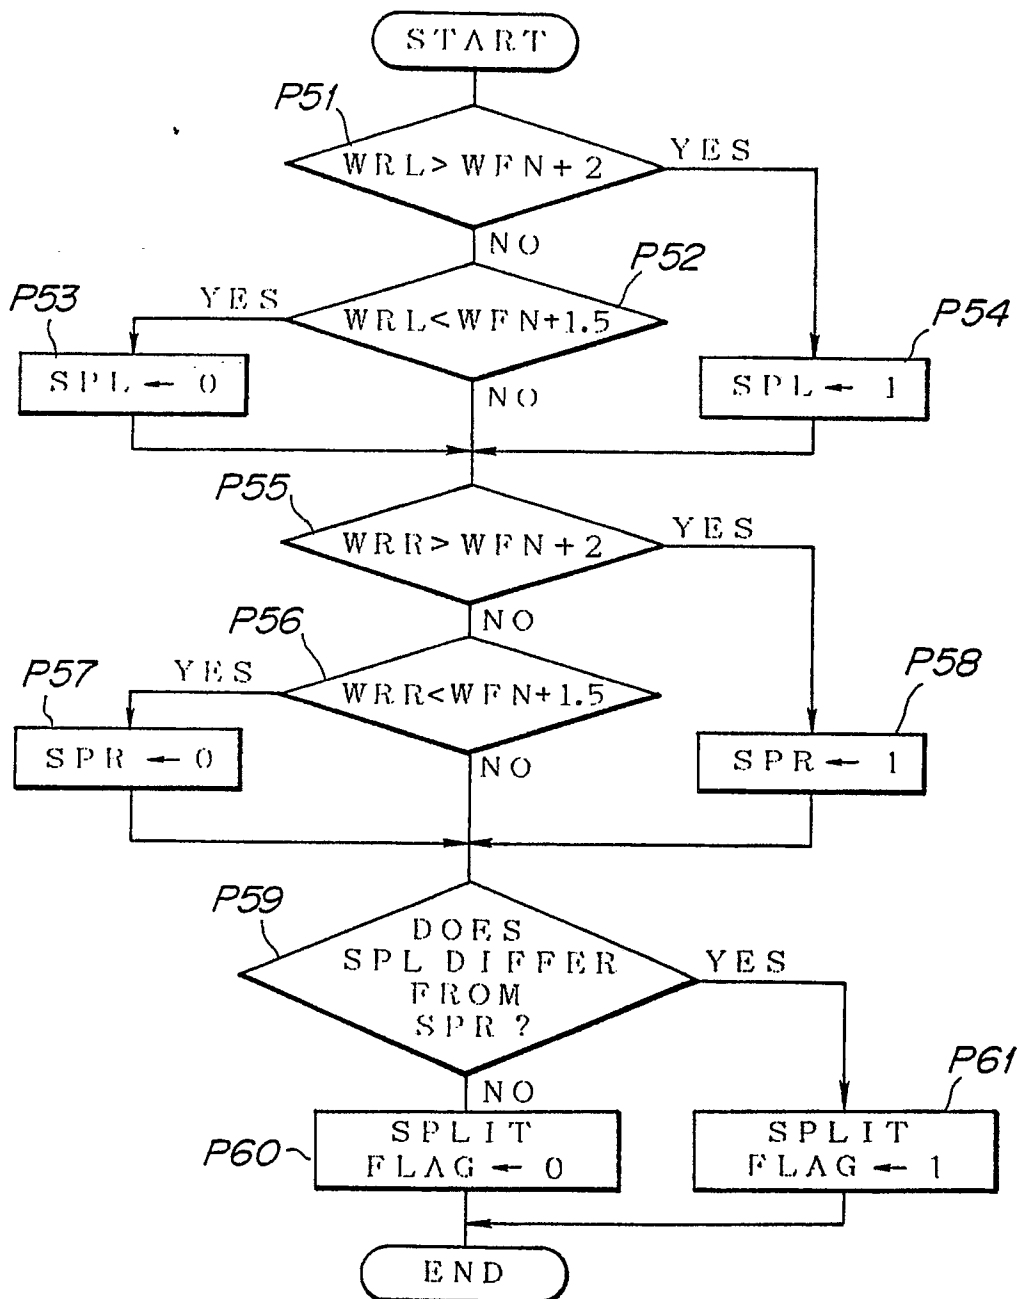 START
P51
WRL > WFN + 2
YES
NO
P52
P53
YES
WRL < WFN + 1.5
P54
SPL ← 0
NO
SPL ← 1
P55
WRR > WFN + 2
YES
NO
P56
P57
YES
WRR < WFN + 1.5
P58
SPR ← 0
NO
SPR ← 1
P59
DOES
SPL DIFFER
FROM
SPR ?
YES
NO
P61
P60
SPLIT
FLAG ← 0
SPLIT
FLAG ← 1
END